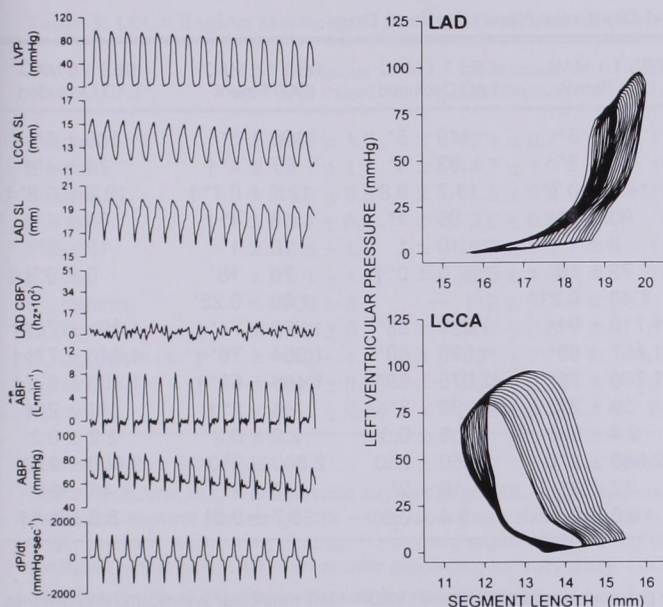 LVP
(mmHg)
120
80
40
0
LCCA SL
(mm)
17
15
13
11
LAD SL
(mm)
21
19
17
15
LAD CBFV
(hz•10²)
51
34
17
0
ABF
(L•min⁻¹)
12
8
4
0
ABP
(mmHg)
100
80
60
40
dP/dt
(mmHg•sec⁻¹)
2000
0
-2000
LEFT VENTRICULAR PRESSURE (mmHg)
LAD
125
100
75
50
25
0
15 16 17 18 19 20
LCCA
125
100
75
50
25
0
11 12 13 14 15 16
SEGMENT LENGTH (mm)